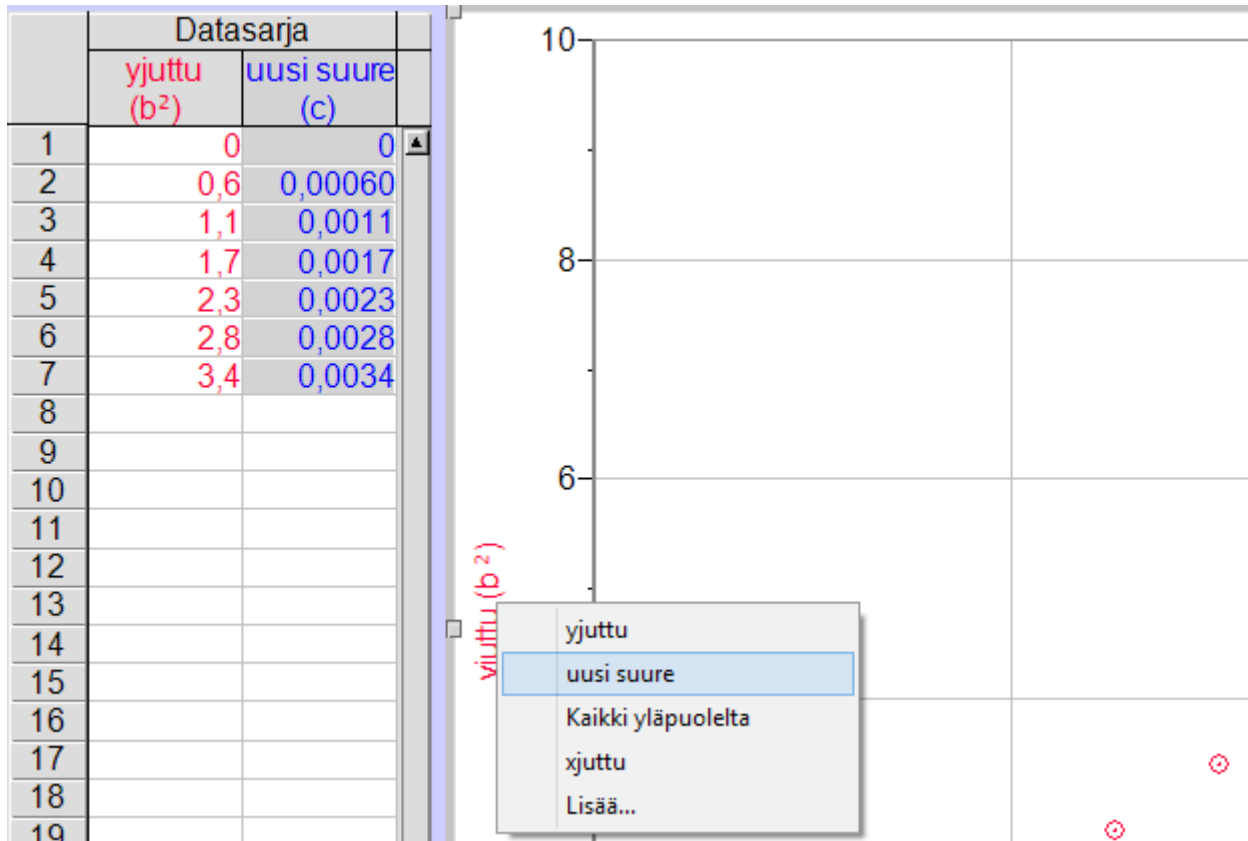 Datasarja
yjuttu uusi suure
(b²) (c)
1 0 0
2 0,6 0,00060
3 1,1 0,0011
4 1,7 0,0017
5 2,3 0,0023
6 2,8 0,0028
7 3,4 0,0034
8
9
10
11
12
13
14
15
16
17
18
19
10
8
6
yjuttu (b²)
yjuttu
uusi suure
Kaikki yläpuolelta
xjuttu
Lisää...